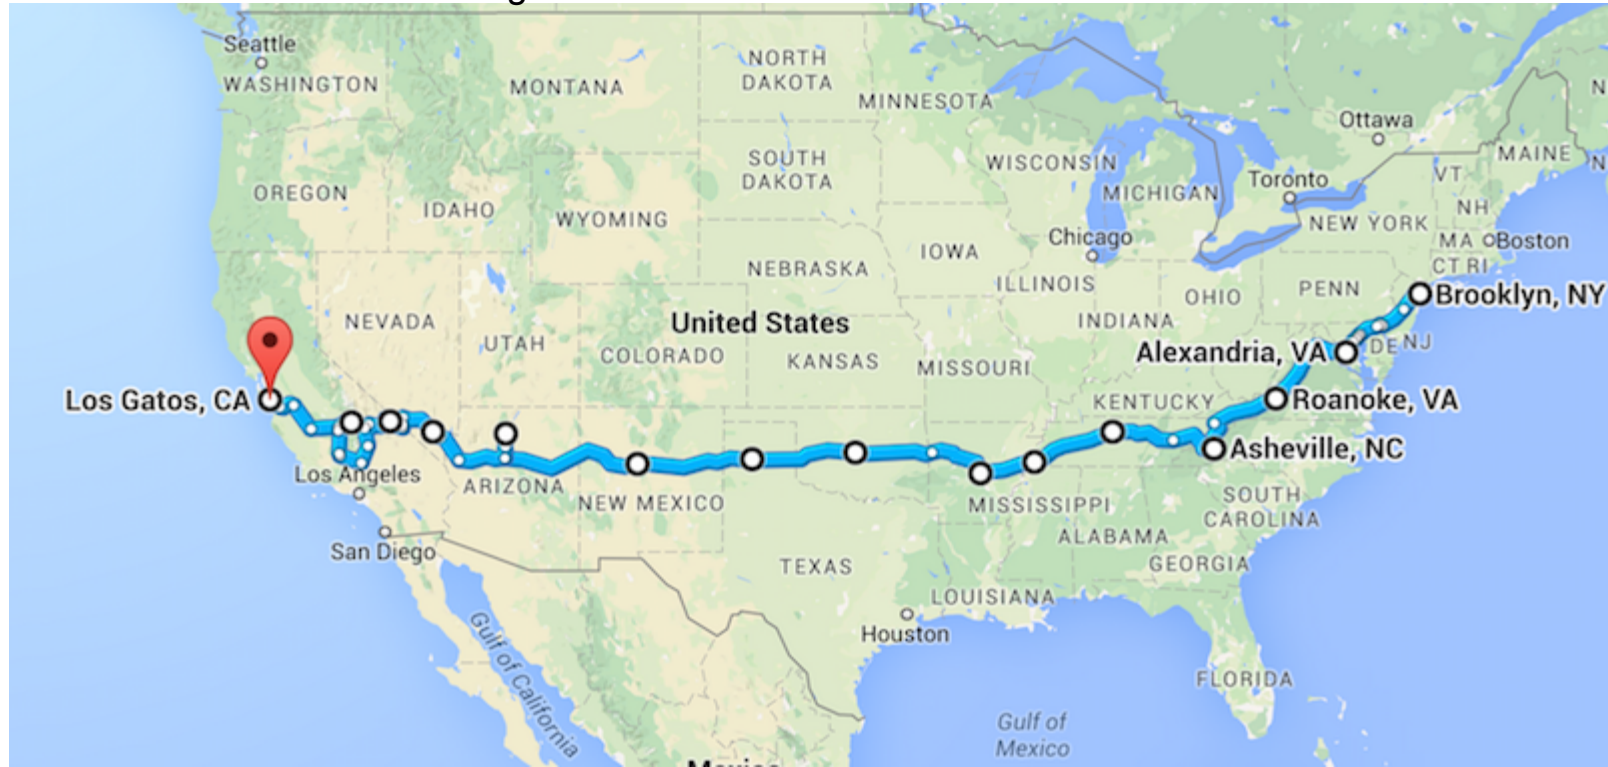 Seattle
WASHINGTON
MONTANA
NORTH
DAKOTA
MINNESOTA
Ottawa
SOUTH
DAKOTA
WISCONSIN
MICHIGAN
Toronto
VT
MAINE
OREGON
IDAHO
WYOMING
NH
NEW YORK
Chicago
IOWA
MA
Boston
CT RI
NEBRASKA
ILLINOIS
OHIO
PENN
Brooklyn, NY
NEVADA
United States
INDIANA
UTAH
COLORADO
KANSAS
MISSOURI
Alexandria, VA
DE
NJ
Los Gatos, CA
KENTUCKY
Roanoke, VA
Asheville, NC
Los Angeles
ARIZONA
NEW MEXICO
MISSISSIPPI
SOUTH
CAROLINA
San Diego
ALABAMA
TEXAS
GEORGIA
LOUISIANA
Houston
Gulf of California
FLORIDA
Gulf of
Mexico